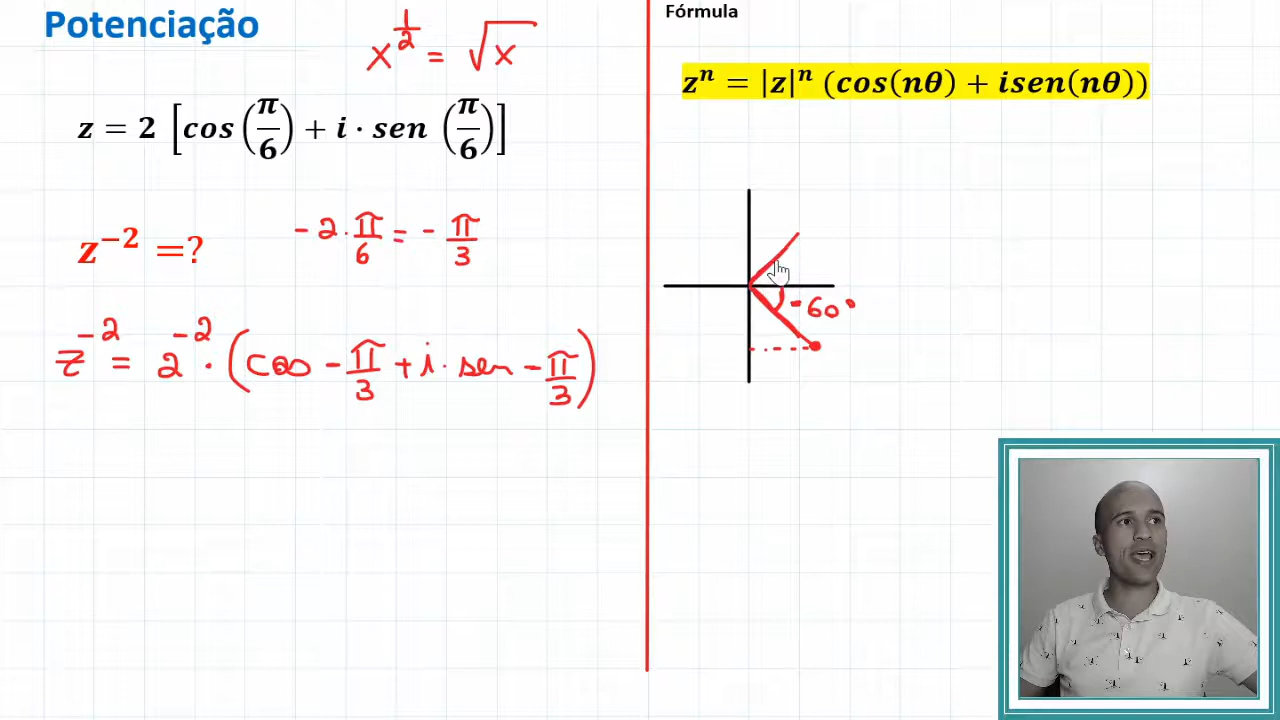 Potenciação
x^{1/2} = √x
z = 2 [cos(π/6) + i · sen (π/6)]
z^{-2} =?
-2 · π/6 = - π/3
z^{-2} = 2^{-2} · (cos - π/3 + i · sen - π/3)
Fórmula
z^n = |z|^n (cos(nθ) + isen(nθ))
-60°